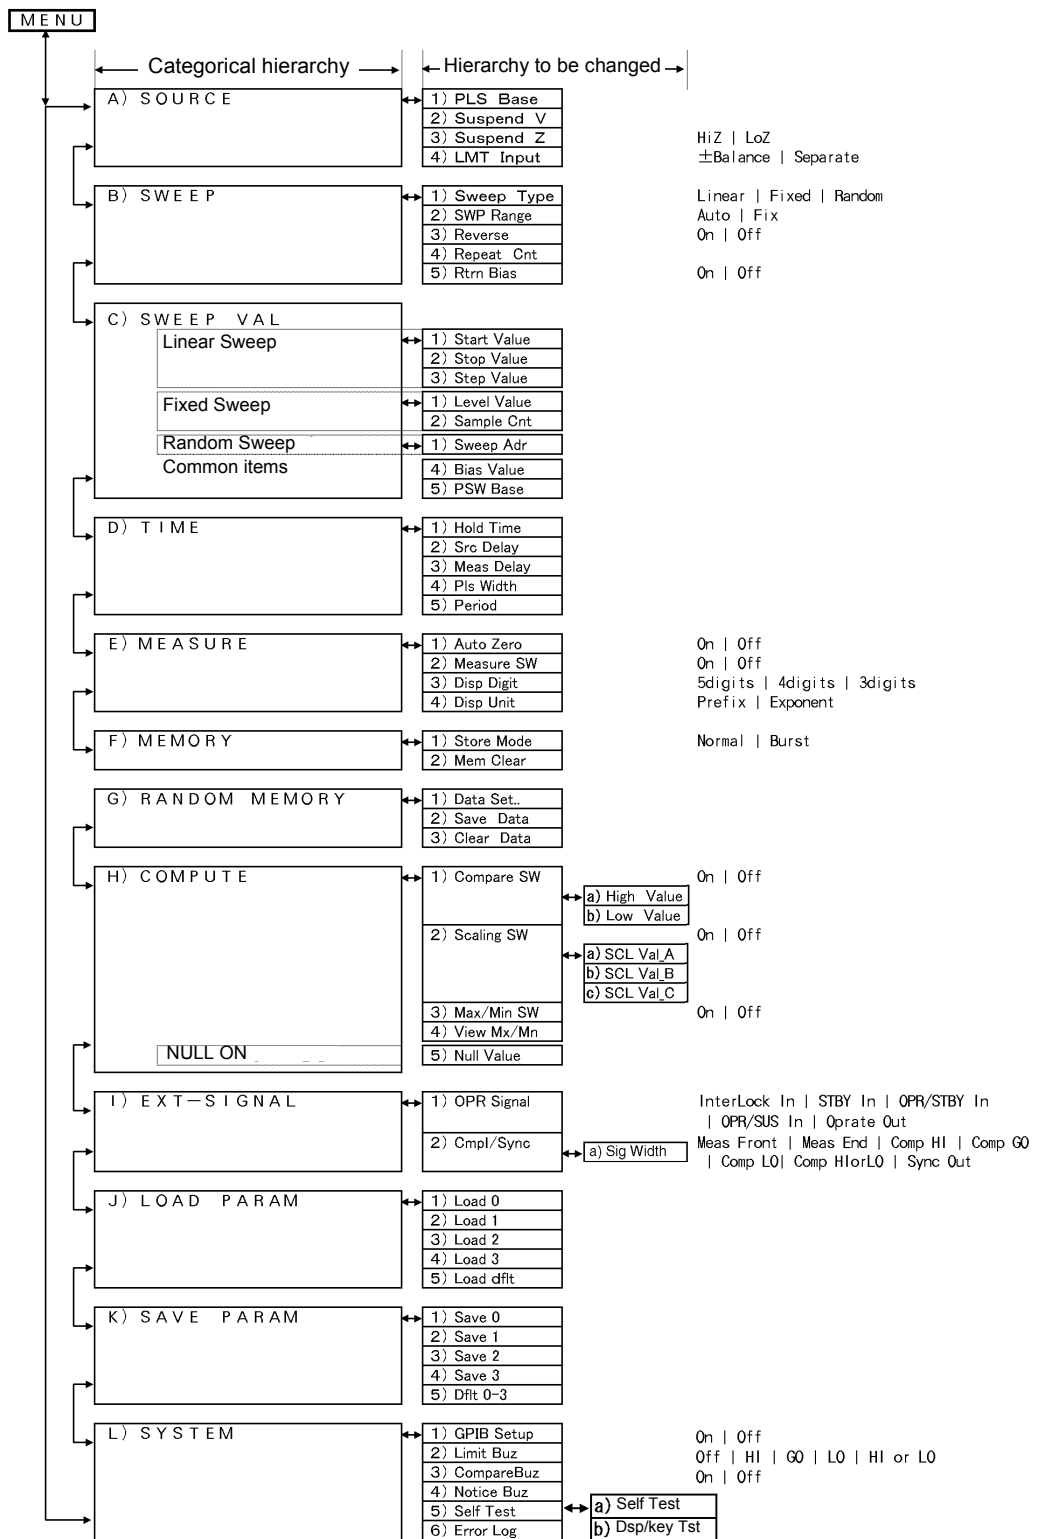 MENU
Categorical hierarchy
Hierarchy to be changed
A) SOURCE
1) PLS Base
2) Suspend V
3) Suspend Z HiZ | LoZ
4) LMT Input ±Balance | Separate
B) SWEEP
1) Sweep Type Linear | Fixed | Random
2) SWP Range Auto | Fix
3) Reverse On | Off
4) Repeat Cnt
5) Rtrn Bias On | Off
C) SWEEP VAL
Linear Sweep
1) Start Value
2) Stop Value
3) Step Value
Fixed Sweep
1) Level Value
2) Sample Cnt
Random Sweep
1) Sweep Adr
Common items
4) Bias Value
5) PSW Base
D) TIME
1) Hold Time
2) Src Delay
3) Meas Delay
4) Pls Width
5) Period
E) MEASURE
1) Auto Zero On | Off
2) Measure SW On | Off
3) Disp Digit 5digits | 4digits | 3digits
4) Disp Unit Prefix | Exponent
F) MEMORY
1) Store Mode Normal | Burst
2) Mem Clear
G) RANDOM MEMORY
1) Data Set..
2) Save Data
3) Clear Data
H) COMPUTE
1) Compare SW On | Off
a) High Value
b) Low Value
2) Scaling SW On | Off
a) SCL Val_A
b) SCL Val_B
c) SCL Val_C
3) Max/Min SW On | Off
4) View Mx/Mn
NULL ON
5) Null Value
I) EXT-SIGNAL
1) OPR Signal InterLock In | STBY In | OPR/STBY In
| OPR/SUS In | Oprate Out
2) Cmpl/Sync a) Sig Width Meas Front | Meas End | Comp HI | Comp GO
| Comp LO| Comp HIorLO | Sync Out
J) LOAD PARAM
1) Load 0
2) Load 1
3) Load 2
4) Load 3
5) Load dflt
K) SAVE PARAM
1) Save 0
2) Save 1
3) Save 2
4) Save 3
5) Dflt 0-3
L) SYSTEM
1) GPIB Setup On | Off
2) Limit Buz Off | HI | GO | LO | HI or LO
3) CompareBuz On | Off
4) Notice Buz
5) Self Test a) Self Test
6) Error Log b) Dsp/key Tst